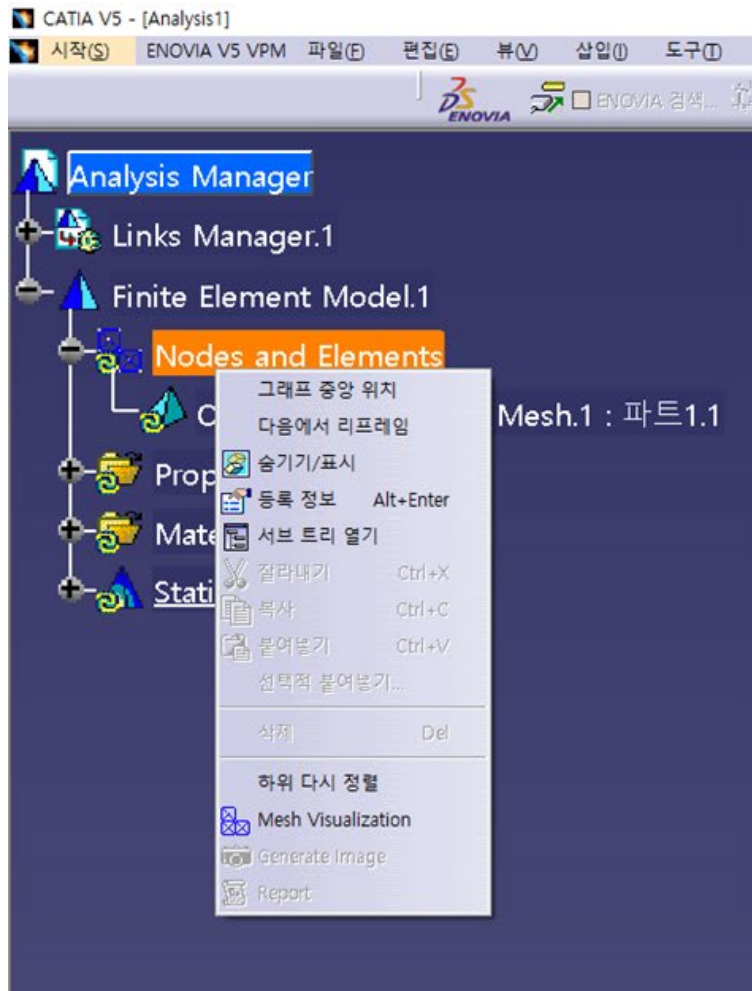 CATIA V5 - [Analysis1]
시작(S) ENOVIA V5 VPM 파일(F) 편집(E) 뷰(V) 삽입(I) 도구(T)
ENOVIA ENOVIA 검색...
Analysis Manager
Links Manager.1
Finite Element Model.1
Nodes and Elements
그래프 중앙 위치
Mesh.1 : 파트1.1
다음에서 리프레임
숨기기/표시
Prop
등록 정보 Alt+Enter
Mate
서브 트리 열기
잘라내기 Ctrl+X
Stati
복사 Ctrl+C
붙여넣기 Ctrl+V
선택적 붙여넣기...
삭제 Del
하위 다시 정렬
Mesh Visualization
Generate Image
Report